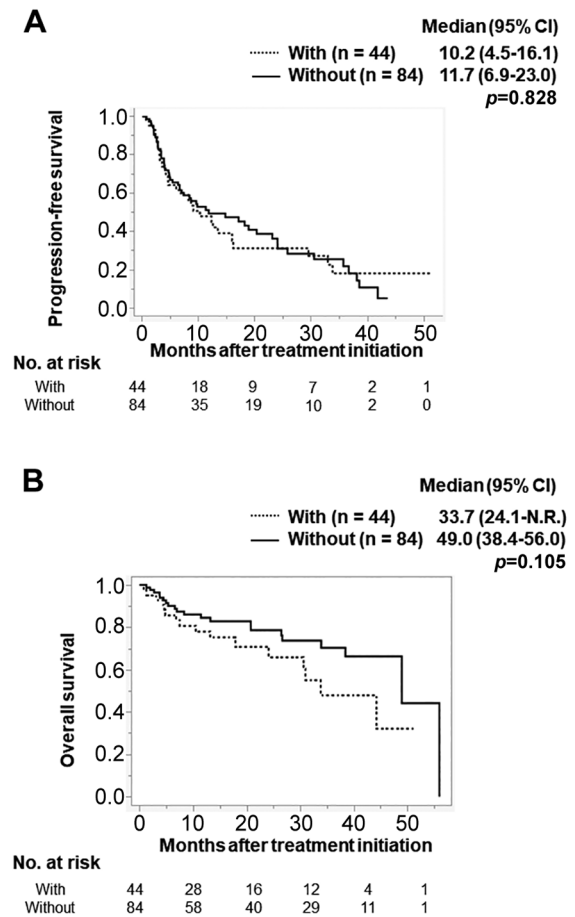 A
Median (95% CI)
With (n = 44) 10.2 (4.5-16.1)
Without (n = 84) 11.7 (6.9-23.0)
p=0.828
Progression-free survival
1.0
0.8
0.6
0.4
0.2
0.0
0 10 20 30 40 50
Months after treatment initiation
No. at risk
With 44 18 9 7 2 1
Without 84 35 19 10 2 0
B
Median (95% CI)
With (n = 44) 33.7 (24.1-N.R.)
Without (n = 84) 49.0 (38.4-56.0)
p=0.105
Overall survival
1.0
0.8
0.6
0.4
0.2
0.0
0 10 20 30 40 50
Months after treatment initiation
No. at risk
With 44 28 16 12 4 1
Without 84 58 40 29 11 1